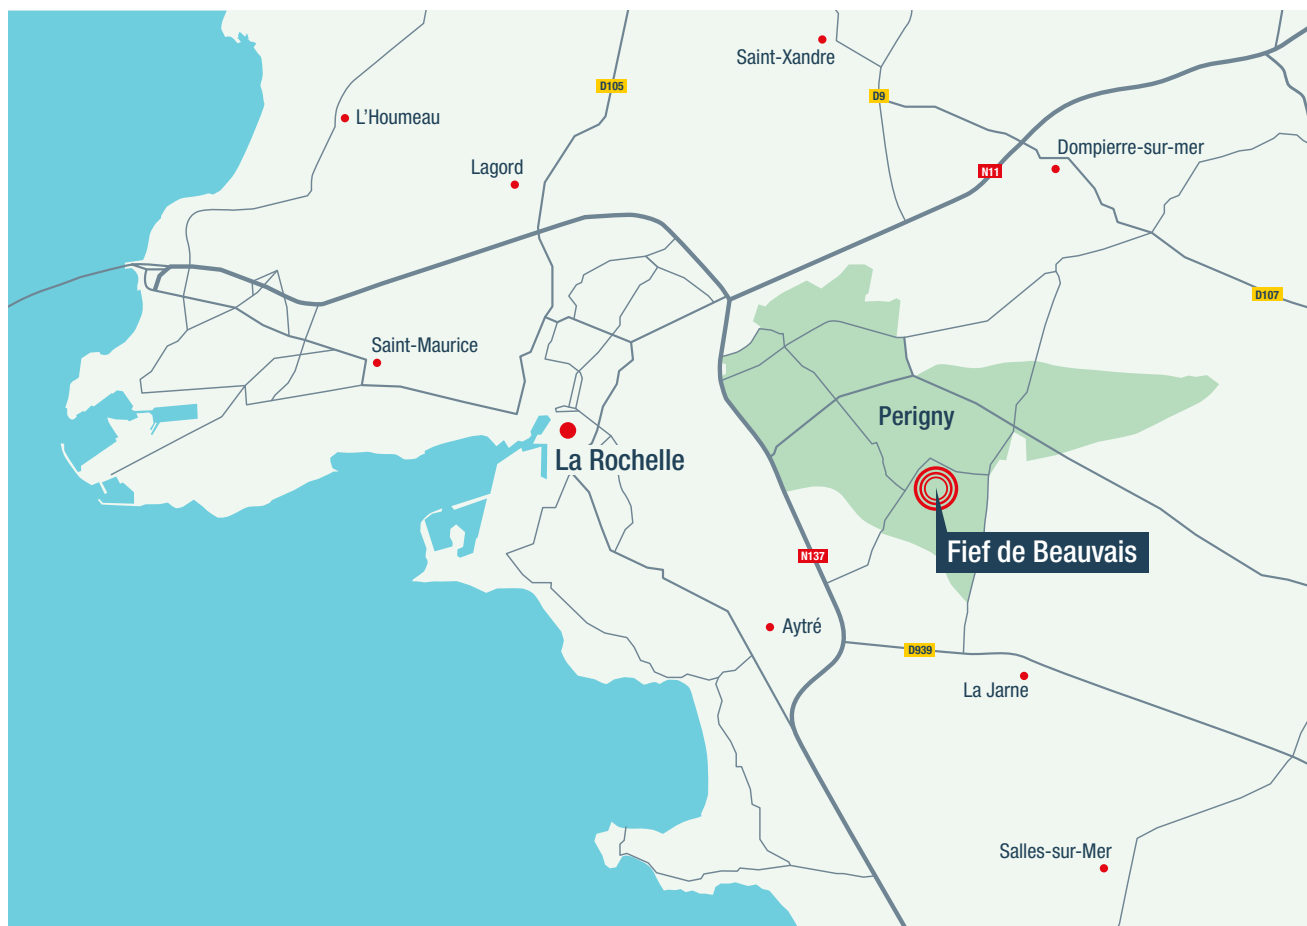 Saint-Xandre
D105
D9
L'Houmeau
Dompierre-sur-mer
Lagord
N11
D107
Saint-Maurice
Perigny
La Rochelle
Fief de Beauvais
N137
Aytré
D939
La Jarne
Salles-sur-Mer